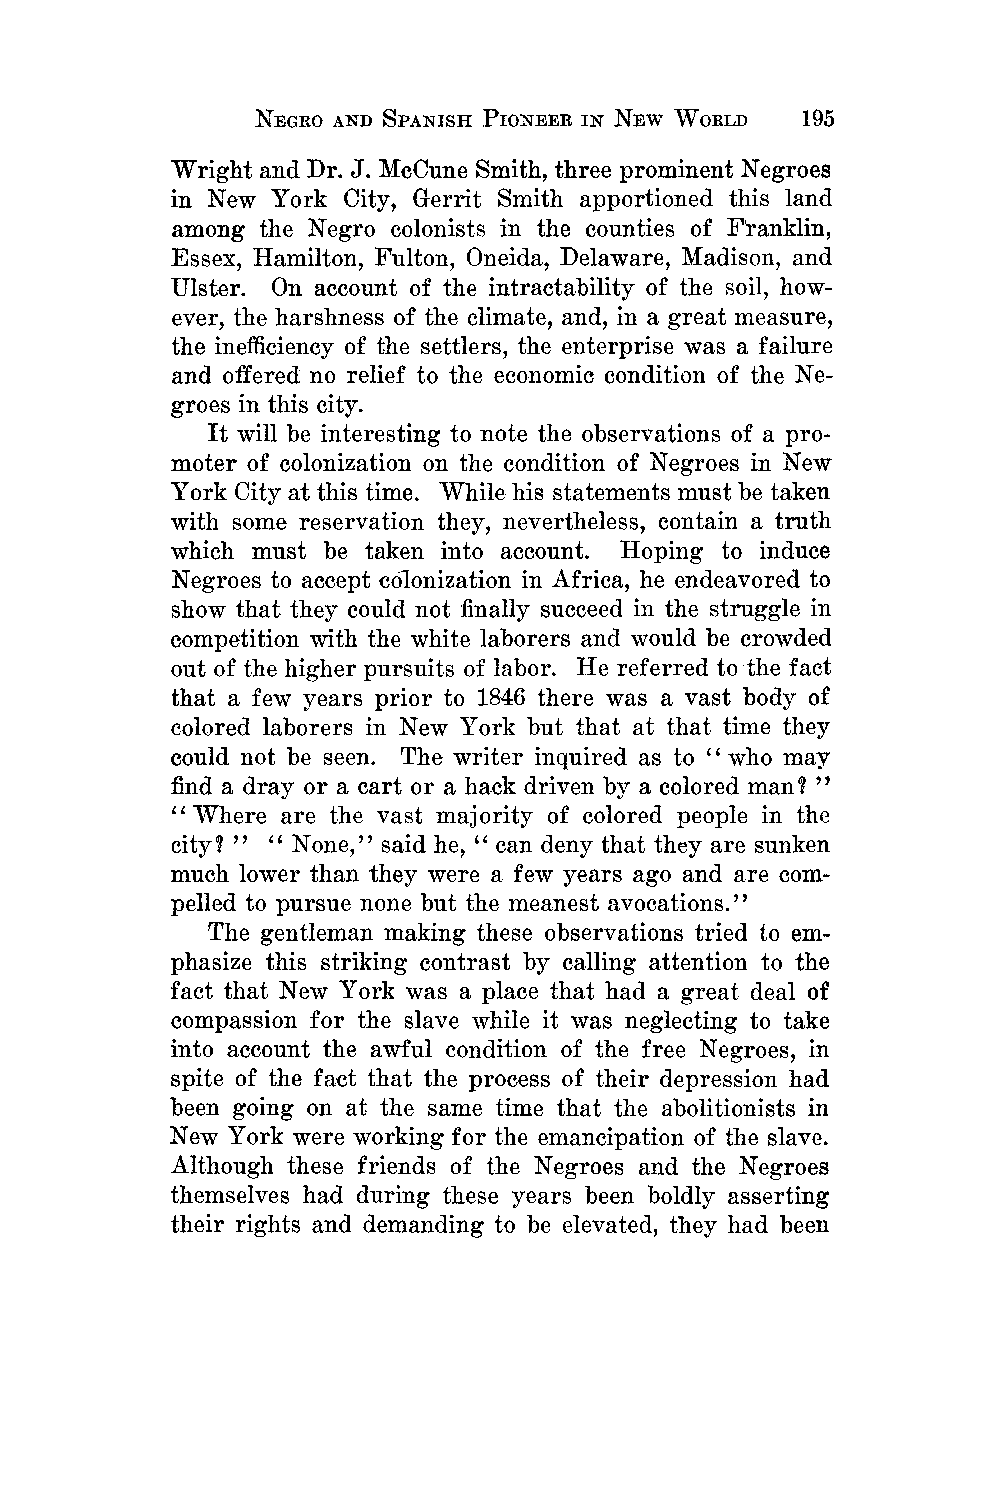 NEGRO AND SPANISH PIONEER IN NEW WORLD 195
Wright and Dr. J. McCune Smith, three prominent Negroes
in New York City, Gerrit Smith apportioned this land
among the Negro colonists in the counties of Franklin,
Essex, Hamilton, Fulton, Oneida, Delaware, Madison, and
Ulster. On account of the intractability of the soil, how-
ever, the harshness of the climate, and, in a great measure,
the inefficiency of the settlers, the enterprise was a failure
and offered no relief to the economic condition of the Ne-
groes in this city.
It will be interesting to note the observations of a pro-
moter of colonization on the condition of Negroes in New
York City at this time. While his statements must be taken
with some reservation they, nevertheless, contain a truth
which must be taken into account. Hoping to induce
Negroes to accept colonization in Africa, he endeavored to
show that they could not finally succeed in the struggle in
competition with the white laborers and would be crowded
out of the higher pursuits of labor. He referred to the fact
that a few years prior to 1846 there was a vast body of
colored laborers in New York but that at that time they
could not be seen. The writer inquired as to “ who may
find a dray or a cart or a hack driven by a colored man? ”
“ Where are the vast majority of colored people in the
city? ” “ None,” said he, “ can deny that they are sunken
much lower than they were a few years ago and are com-
pelled to pursue none but the meanest avocations.”
The gentleman making these observations tried to em-
phasize this striking contrast by calling attention to the
fact that New York was a place that had a great deal of
compassion for the slave while it was neglecting to take
into account the awful condition of the free Negroes, in
spite of the fact that the process of their depression had
been going on at the same time that the abolitionists in
New York were working for the emancipation of the slave.
Although these friends of the Negroes and the Negroes
themselves had during these years been boldly asserting
their rights and demanding to be elevated, they had been